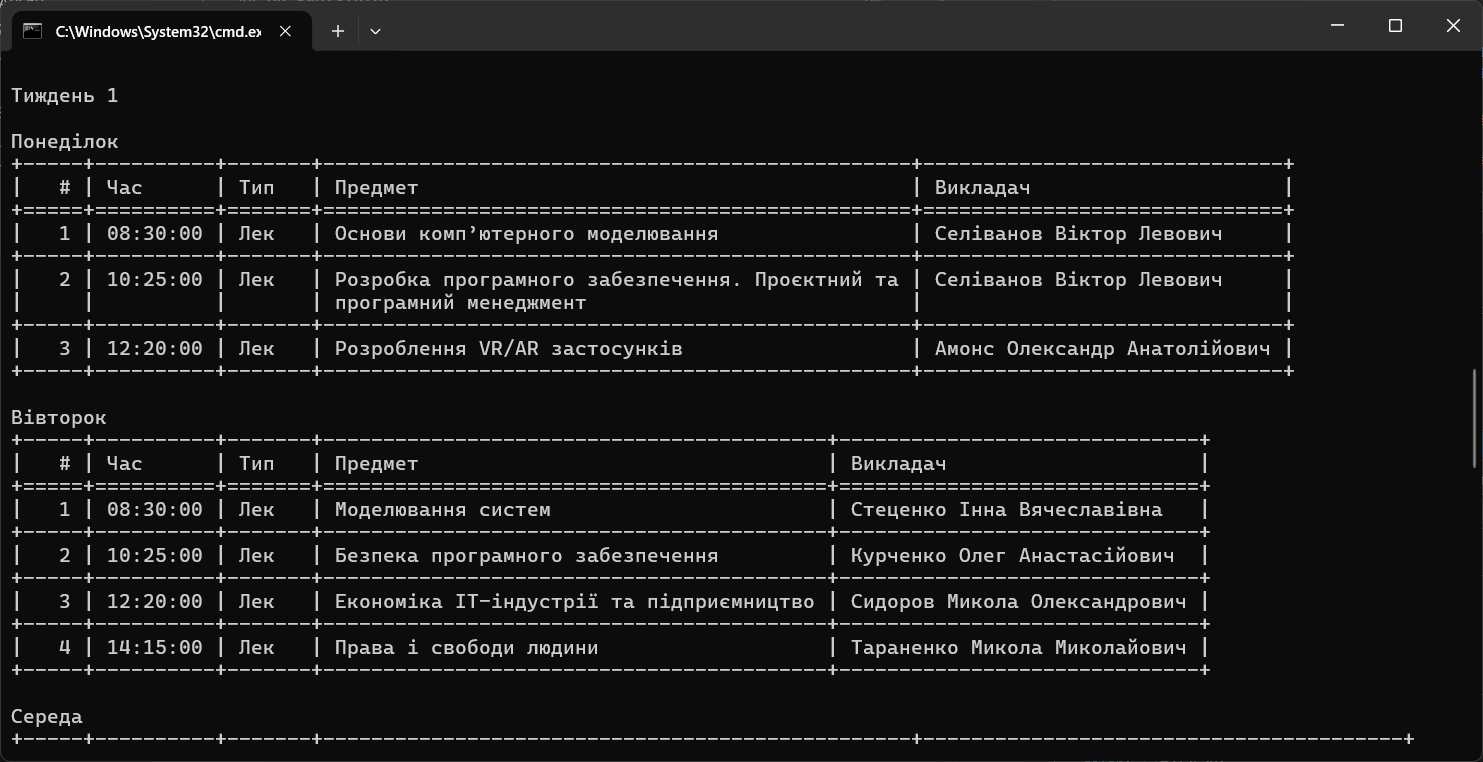 C:\Windows\System32\cmd.ex
Тиждень 1
Понеділок
# Час Тип Предмет Викладач
1 08:30:00 Лек Основи комп’ютерного моделювання Селіванов Віктор Левович
2 10:25:00 Лек Розробка програмного забезпечення. Проєктний та Селіванов Віктор Левович
програмний менеджмент
3 12:20:00 Лек Розроблення VR/AR застосунків Амонс Олександр Анатолійович
Вівторок
# Час Тип Предмет Викладач
1 08:30:00 Лек Моделювання систем Стеценко Інна Вячеславівна
2 10:25:00 Лек Безпека програмного забезпечення Курченко Олег Анастасійович
3 12:20:00 Лек Економіка ІТ-індустрії та підприємництво Сидоров Микола Олександрович
4 14:15:00 Лек Права і свободи людини Тараненко Микола Миколайович
Середа